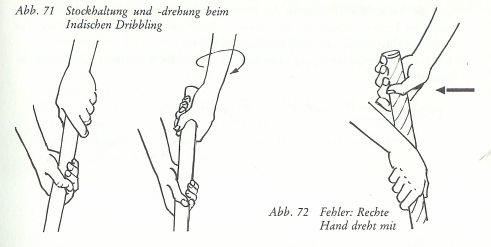 Abb. 71 Stockhaltung und -drehung beim
Indischen Dribbling
Abb. 72 Fehler: Rechte
Hand dreht mit